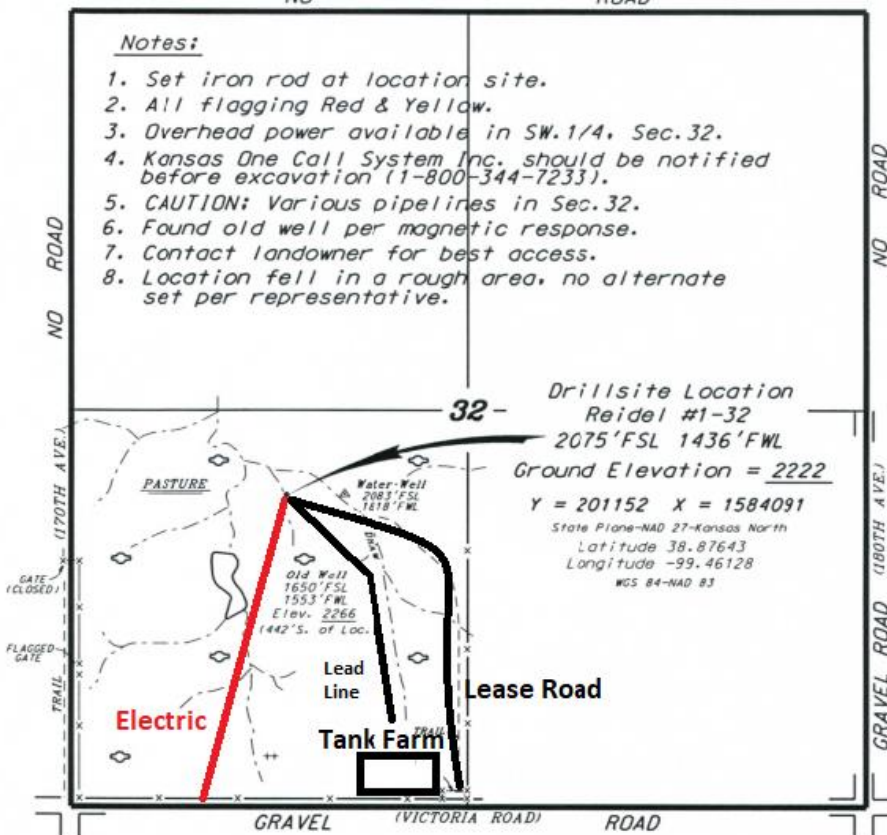 NO ROAD
Notes:
1. Set iron rod at location site.
2. All flagging Red & Yellow.
3. Overhead power available in SW.1/4, Sec.32.
4. Kansas One Call System Inc. should be notified
before excavation (1-800-344-7233).
5. CAUTION: Various pipelines in Sec.32.
6. Found old well per magnetic response.
7. Contact landowner for best access.
8. Location fell in a rough area, no alternate
set per representative.
NO ROAD
NO ROAD
32
Drillsite Location
Reidel #1-32
2075'FSL 1436'FWL
Ground Elevation = 2222
Y = 201152 X = 1584091
State Plane-NAD 27-Kansas North
Latitude 38.87643
Longitude -99.46128
WGS 84-NAD 83
PASTURE
Water-Well
2083'FSL
1818'FWL
DRAW
Old Well
1650'FSL
1553'FWL
Elev. 2266
(442'S. of Loc.
(170TH AVE.)
GATE
(CLOSED)
FLAGGED
GATE
TRAIL
Lead
Line
Lease Road
Electric
Tank Farm
TRAIL
GRAVEL ROAD (180TH AVE.)
GRAVEL (VICTORIA ROAD) ROAD